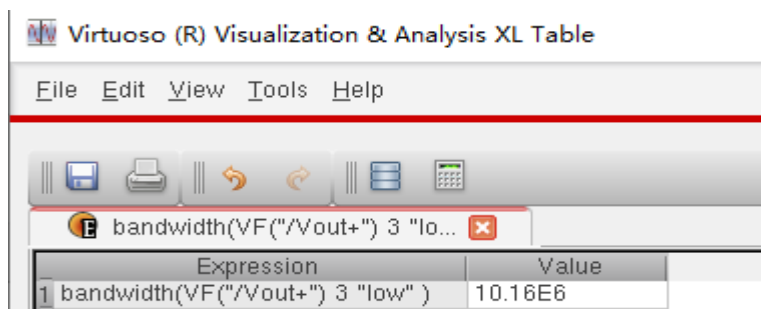 Virtuoso (R) Visualization & Analysis XL Table
File Edit View Tools Help
bandwidth(VF("/Vout+") 3 "lo...
Expression Value
1 bandwidth(VF("/Vout+") 3 "low" ) 10.16E6